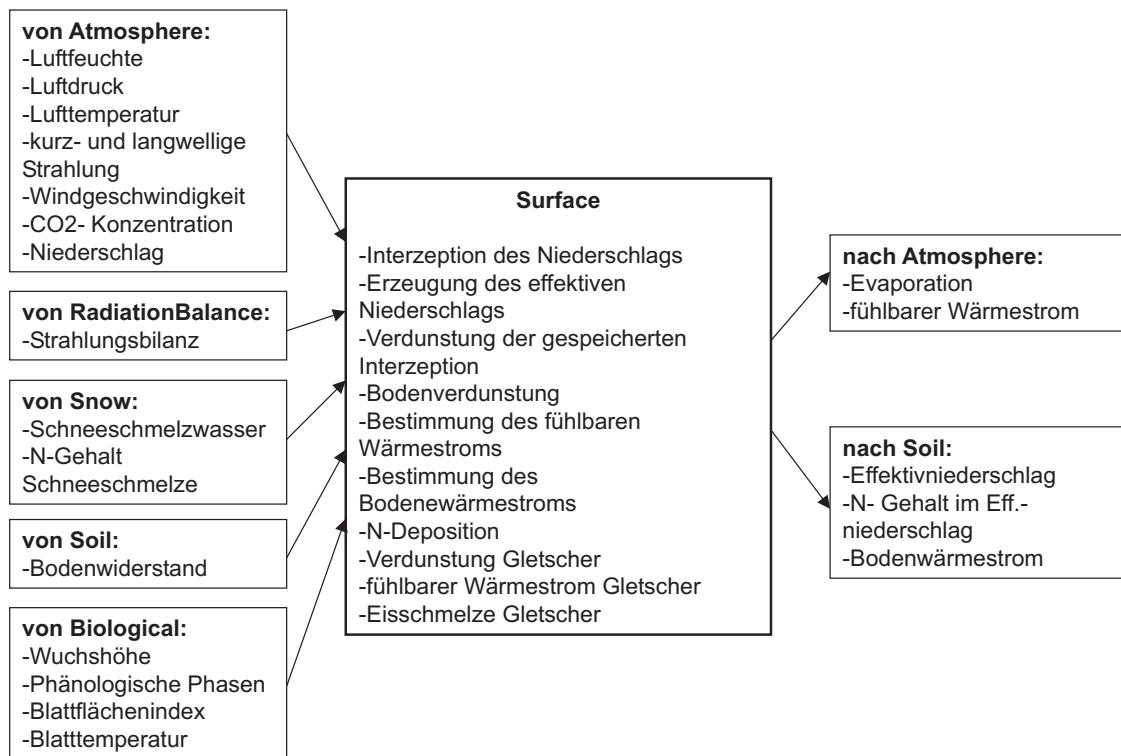 von Atmosphere:
-Luftfeuchte
-Luftdruck
-Lufttemperatur
-kurz- und langwellige
Strahlung
-Windgeschwindigkeit
-CO2- Konzentration
-Niederschlag
von RadiationBalance:
-Strahlungsbilanz
von Snow:
-Schneeschmelzwasser
-N-Gehalt
Schneeschmelze
von Soil:
-Bodenwiderstand
von Biological:
-Wuchshöhe
-Phänologische Phasen
-Blattflächenindex
-Blatttemperatur
Surface
-Interzeption des Niederschlags
-Erzeugung des effektiven
Niederschlags
-Verdunstung der gespeicherten
Interzeption
-Bodenverdunstung
-Bestimmung des fühlbaren
Wärmestroms
-Bestimmung des
Bodenewärmestroms
-N-Deposition
-Verdunstung Gletscher
-fühlbarer Wärmestrom Gletscher
-Eisschmelze Gletscher
nach Atmosphere:
-Evaporation
-fühlbarer Wärmestrom
nach Soil:
-Effektivniederschlag
-N- Gehalt im Eff.-
niederschlag
-Bodenwärmestrom